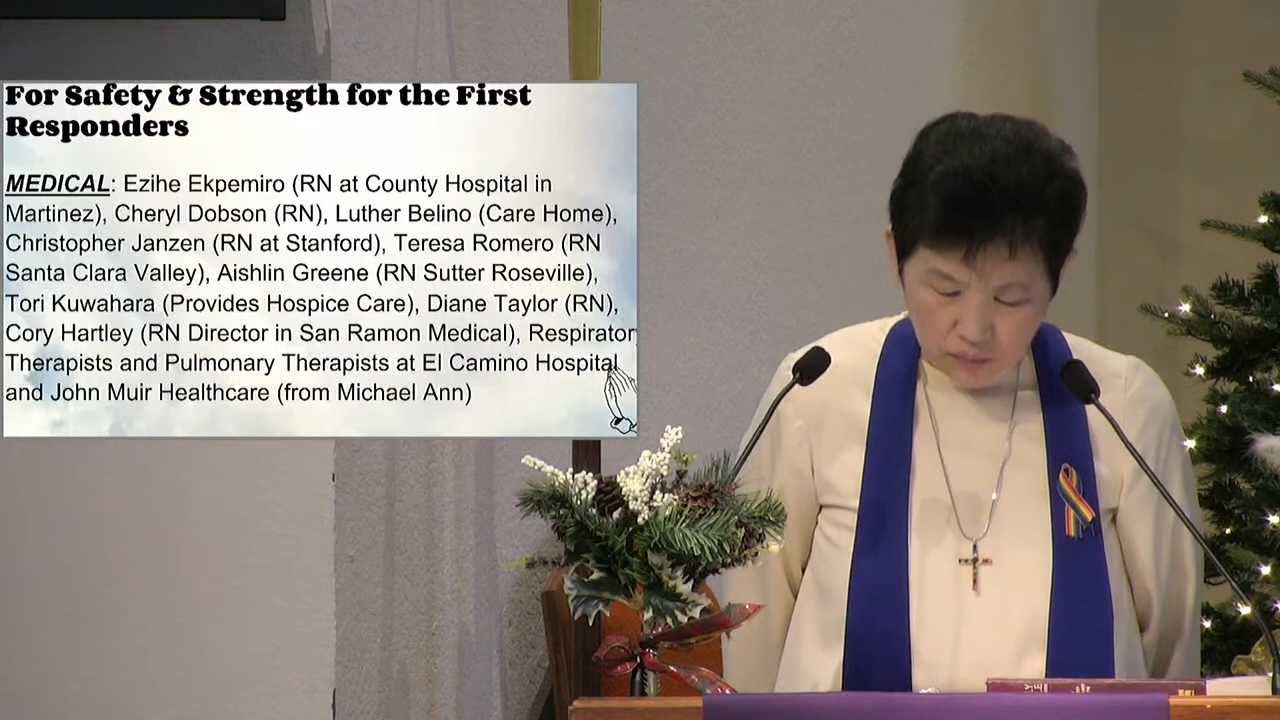 For Safety & Strength for the First
Responders
MEDICAL: Ezihe Ekpemiro (RN at County Hospital in
Martinez), Cheryl Dobson (RN), Luther Belino (Care Home),
Christopher Janzen (RN at Stanford), Teresa Romero (RN
Santa Clara Valley), Aishlin Greene (RN Sutter Roseville),
Tori Kuwahara (Provides Hospice Care), Diane Taylor (RN),
Cory Hartley (RN Director in San Ramon Medical), Respirator
Therapists and Pulmonary Therapists at El Camino Hospital
and John Muir Healthcare (from Michael Ann)